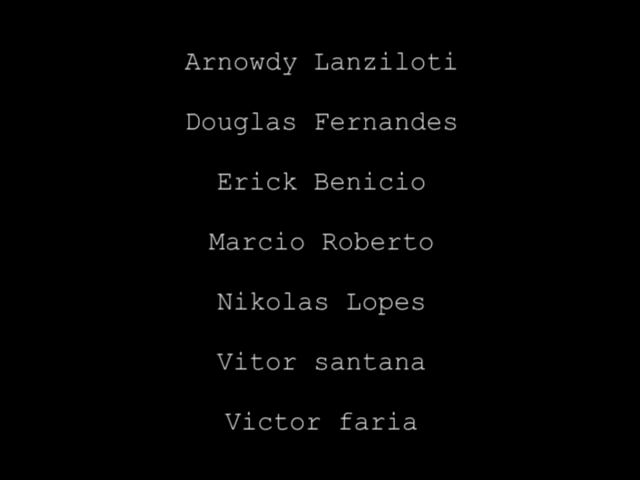 Arnowdy Lanziloti
Douglas Fernandes
Erick Benicio
Marcio Roberto
Nikolas Lopes
Vitor santana
Victor faria